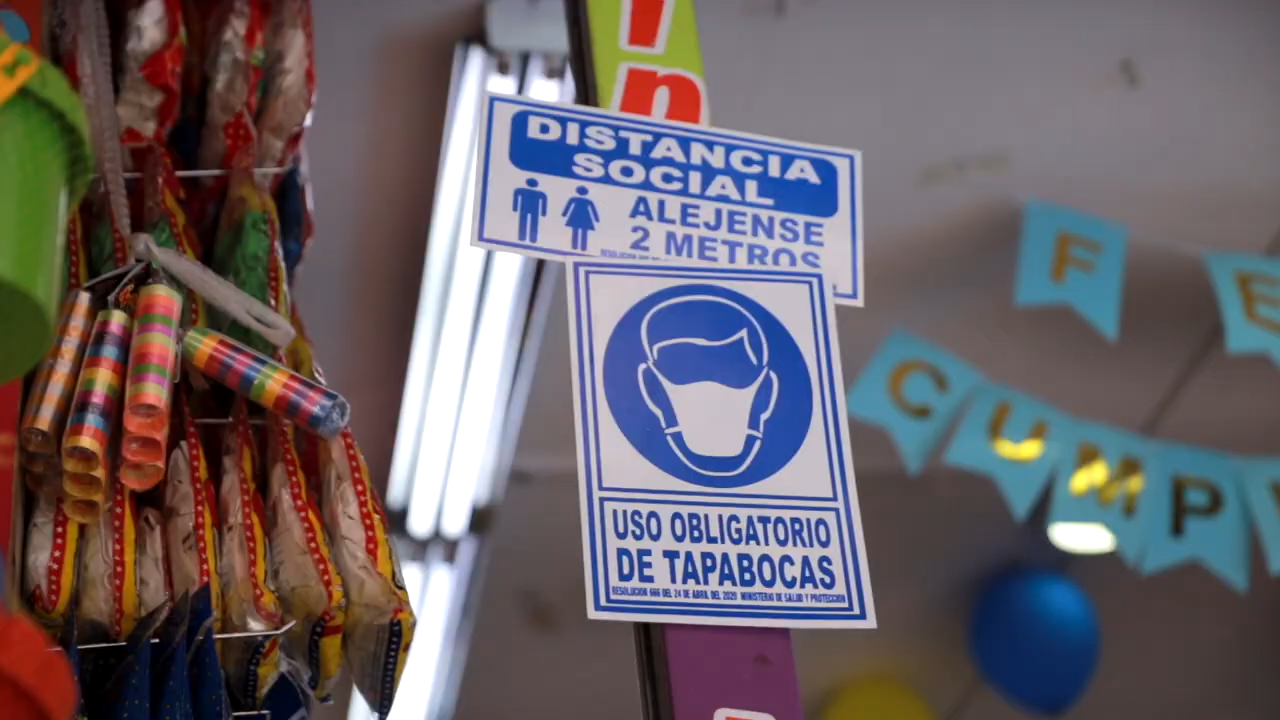 DISTANCIA
SOCIAL
ALEJENSE
2 METROS
USO OBLIGATORIO
DE TAPABOCAS
RESOLUCION 666 DEL 24 DE ABRIL DEL 2020 MINISTERIO DE SALUD Y PROTECCION
F E
C U M P